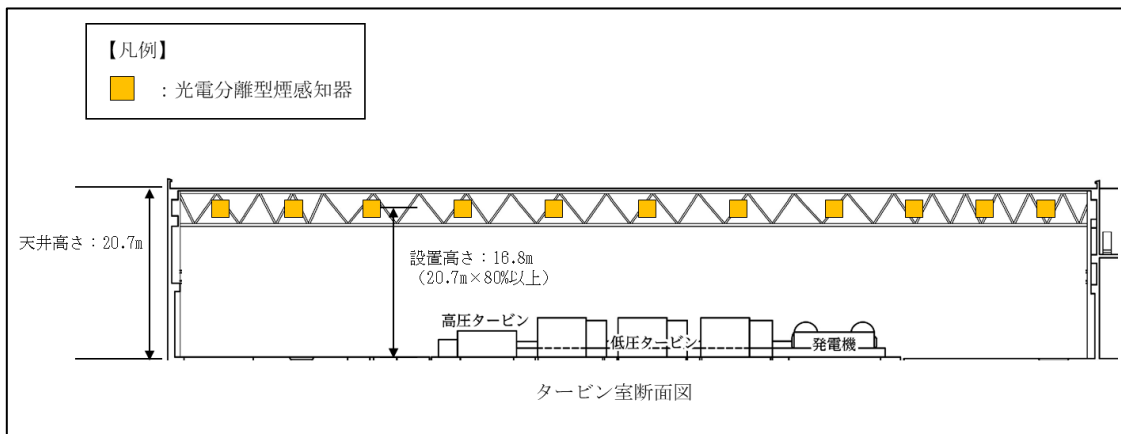 【凡例】
：光電分離型煙感知器
天井高さ：20.7m
設置高さ：16.8m
（20.7m×80%以上）
高圧タービン
低圧タービン
発電機
タービン室断面図